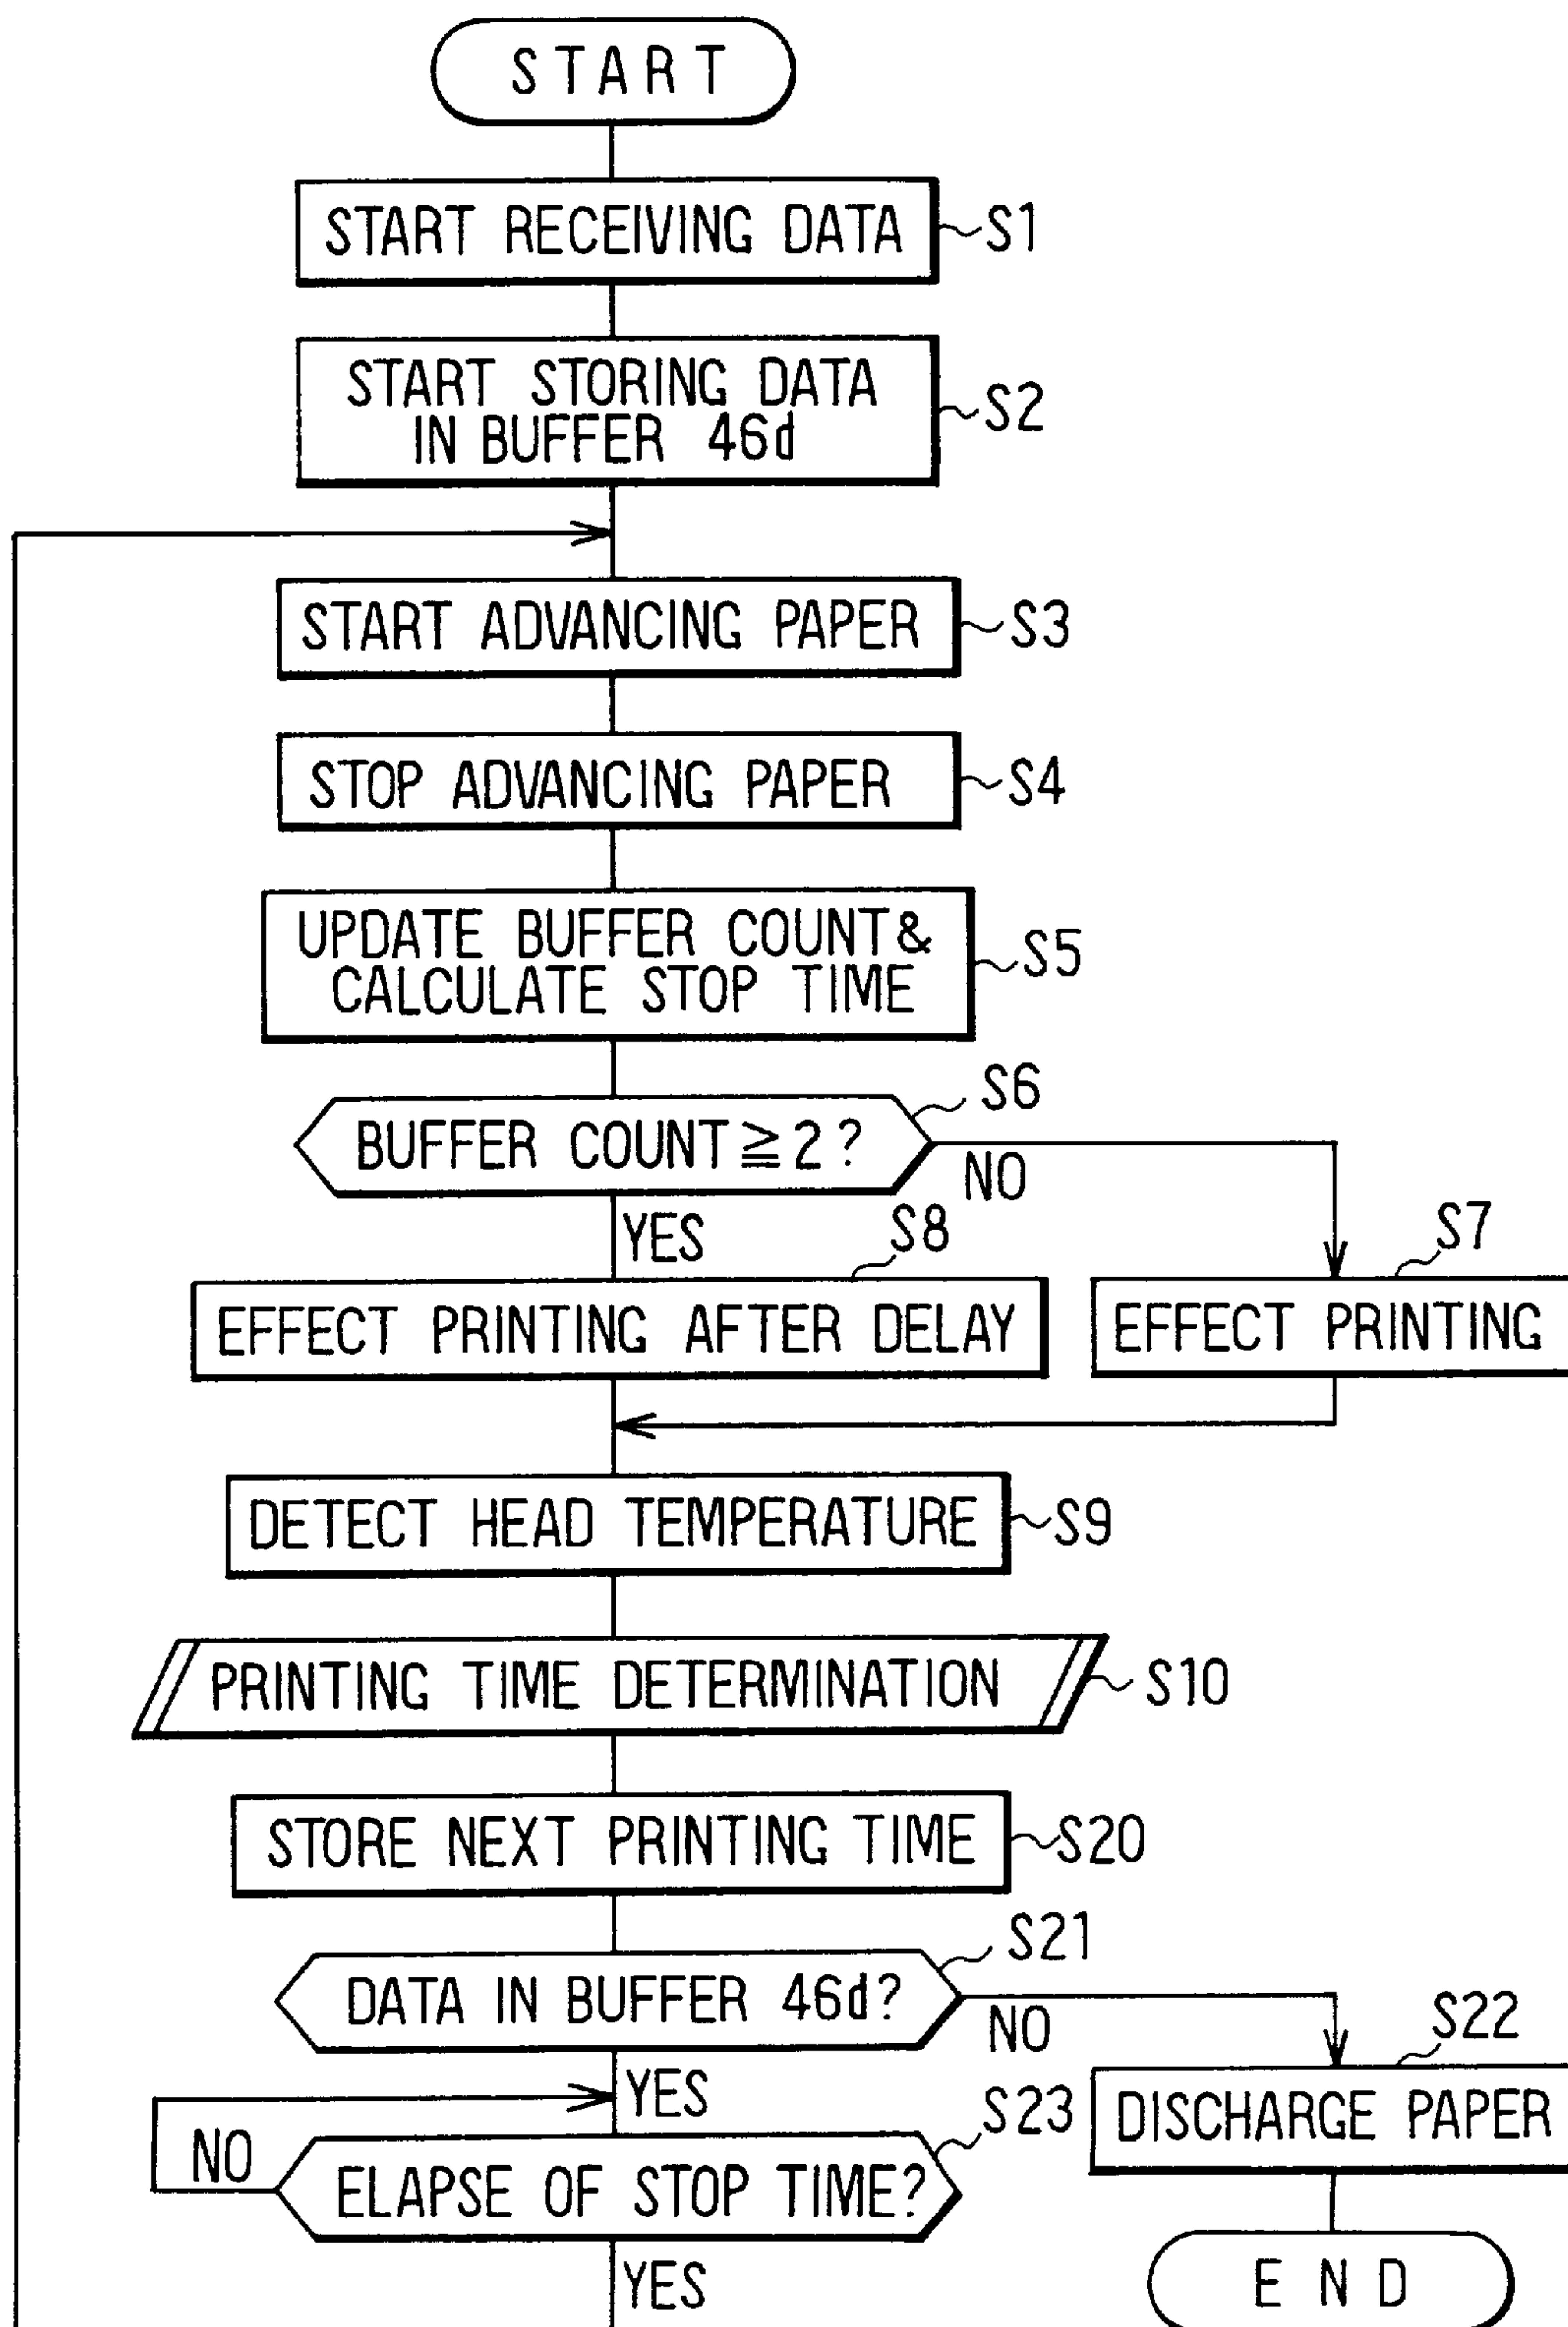 START
START RECEIVING DATA
S1
START STORING DATA
IN BUFFER 46d
S2
START ADVANCING PAPER
S3
STOP ADVANCING PAPER
S4
UPDATE BUFFER COUNT&
CALCULATE STOP TIME
S5
BUFFER COUNT≧2?
S6
NO
YES
S8
S7
EFFECT PRINTING AFTER DELAY
EFFECT PRINTING
DETECT HEAD TEMPERATURE
S9
PRINTING TIME DETERMINATION
S10
STORE NEXT PRINTING TIME
S20
S21
DATA IN BUFFER 46d?
NO
S22
YES
S23
DISCHARGE PAPER
NO
ELAPSE OF STOP TIME?
YES
END